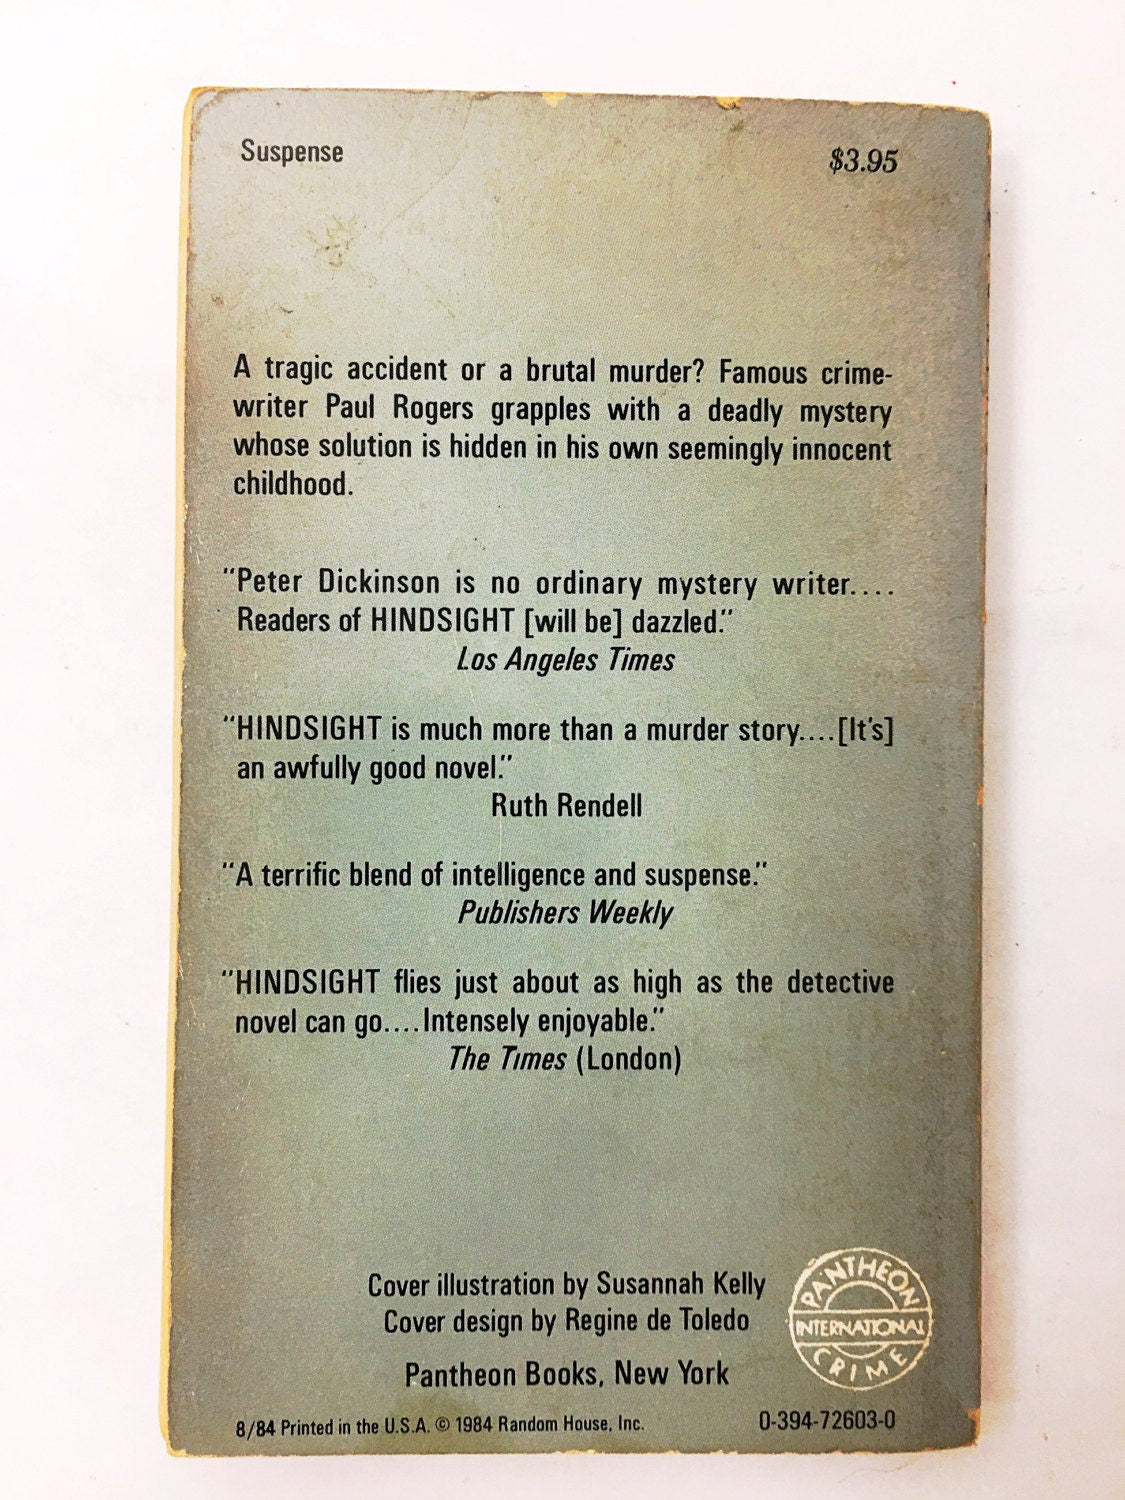 Suspense
$3.95
A tragic accident or a brutal murder? Famous crime-
writer Paul Rogers grapples with a deadly mystery
whose solution is hidden in his own seemingly innocent
childhood.
"Peter Dickinson is no ordinary mystery writer....
Readers of HINDSIGHT [will be] dazzled."
Los Angeles Times
"HINDSIGHT is much more than a murder story....[It's]
an awfully good novel."
Ruth Rendell
"A terrific blend of intelligence and suspense."
Publishers Weekly
"HINDSIGHT flies just about as high as the detective
novel can go....Intensely enjoyable."
The Times (London)
Cover illustration by Susannah Kelly
Cover design by Regine de Toledo
Pantheon Books, New York
PANTHEON
INTERNATIONAL
CRIME
8/84 Printed in the U.S.A. © 1984 Random House, Inc.
0-394-72603-0